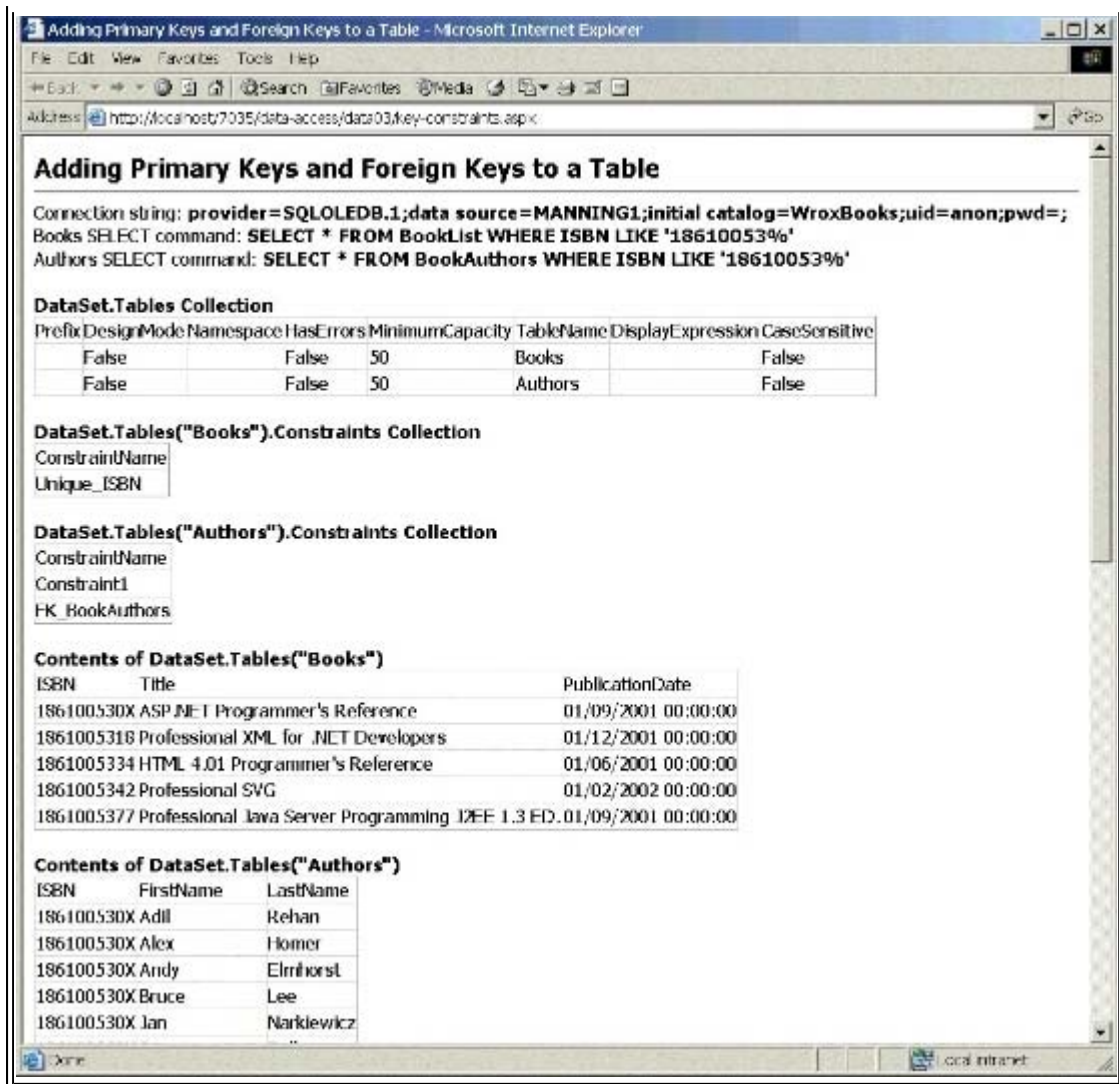 Adding Primary Keys and Foreign Keys to a Table - Microsoft Internet Explorer
File Edit View Favorites Tools Help
Back Search Favorites Media
Address http://localhost/7035/data-access/data03/key-constraints.aspx Go
Adding Primary Keys and Foreign Keys to a Table
Connection string: provider=SQLOLEDB.1;data source=MANNING1;initial catalog=WroxBooks;uid=anon;pwd=;
Books SELECT command: SELECT * FROM BookList WHERE ISBN LIKE '18610053%'
Authors SELECT command: SELECT * FROM BookAuthors WHERE ISBN LIKE '18610053%'
DataSet.Tables Collection
Prefix DesignMode Namespace HasErrors MinimumCapacity TableName DisplayExpression CaseSensitive
False False 50 Books False
False False 50 Authors False
DataSet.Tables("Books").Constraints Collection
ConstraintName
Unique_ISBN
DataSet.Tables("Authors").Constraints Collection
ConstraintName
Constraint1
FK_BookAuthors
Contents of DataSet.Tables("Books")
ISBN Title PublicationDate
186100530X ASP.NET Programmer's Reference 01/09/2001 00:00:00
1861005318 Professional XML for .NET Developers 01/12/2001 00:00:00
1861005334 HTML 4.01 Programmer's Reference 01/06/2001 00:00:00
1861005342 Professional SVG 01/02/2002 00:00:00
1861005377 Professional Java Server Programming J2EE 1.3 ED. 01/09/2001 00:00:00
Contents of DataSet.Tables("Authors")
ISBN FirstName LastName
186100530X Adil Rehan
186100530X Alex Homer
186100530X Andy Elmhorst
186100530X Bruce Lee
186100530X Jan Narkiewicz
Done Local intranet